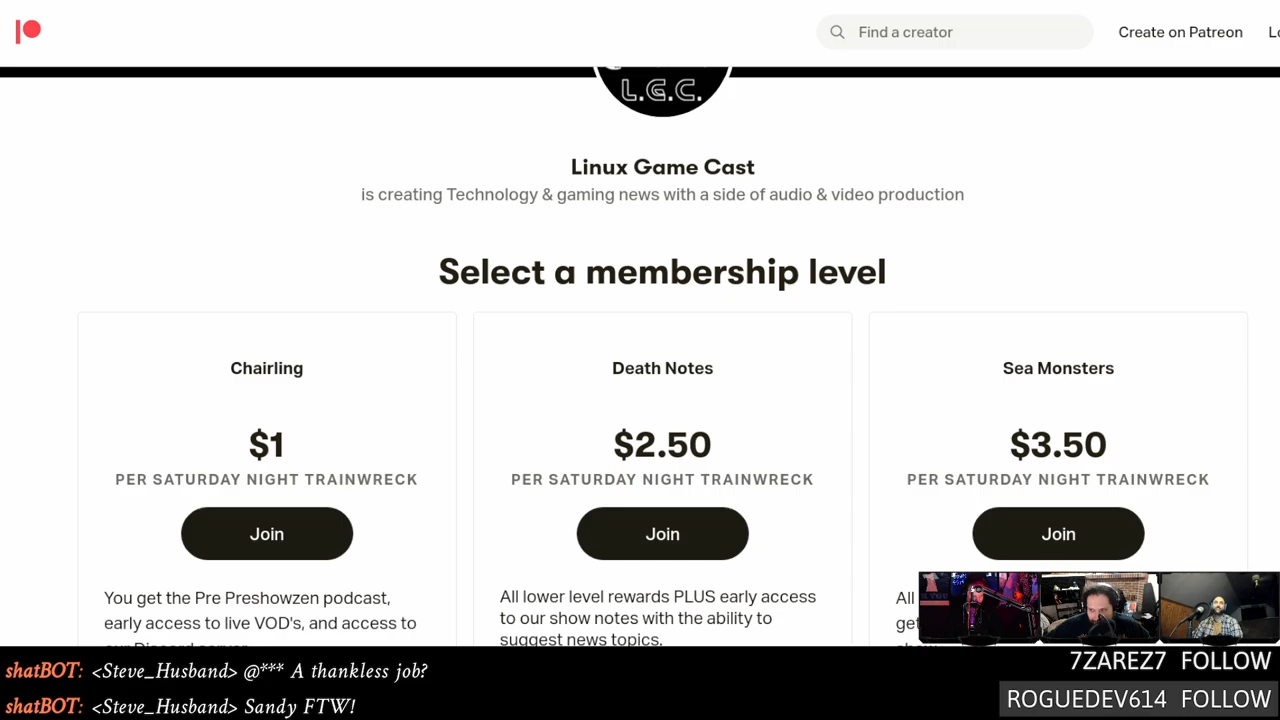 Find a creator
Create on Patreon
L.G.C.
Linux Game Cast
is creating Technology & gaming news with a side of audio & video production
Select a membership level
Chairling
$1
PER SATURDAY NIGHT TRAINWRECK
Join
You get the Pre Preshowzen podcast,
early access to live VOD's, and access to
our Discord server.
Death Notes
$2.50
PER SATURDAY NIGHT TRAINWRECK
Join
All lower level rewards PLUS early access
to our show notes with the ability to
suggest news topics.
Sea Monsters
$3.50
PER SATURDAY NIGHT TRAINWRECK
Join
All
shatBOT: <Steve_Husband> @*** A thankless job?
shatBOT: <Steve_Husband> Sandy FTW!
7ZAREZ7 FOLLOW
ROGUEDEV614 FOLLOW